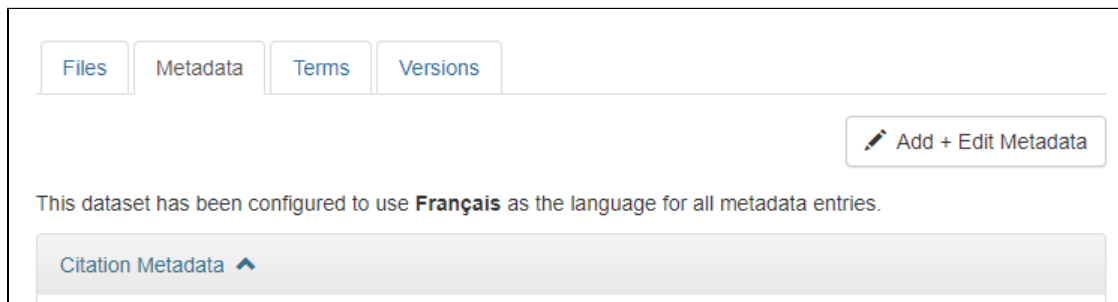 Files Metadata Terms Versions
Add + Edit Metadata
This dataset has been configured to use Français as the language for all metadata entries.
Citation Metadata